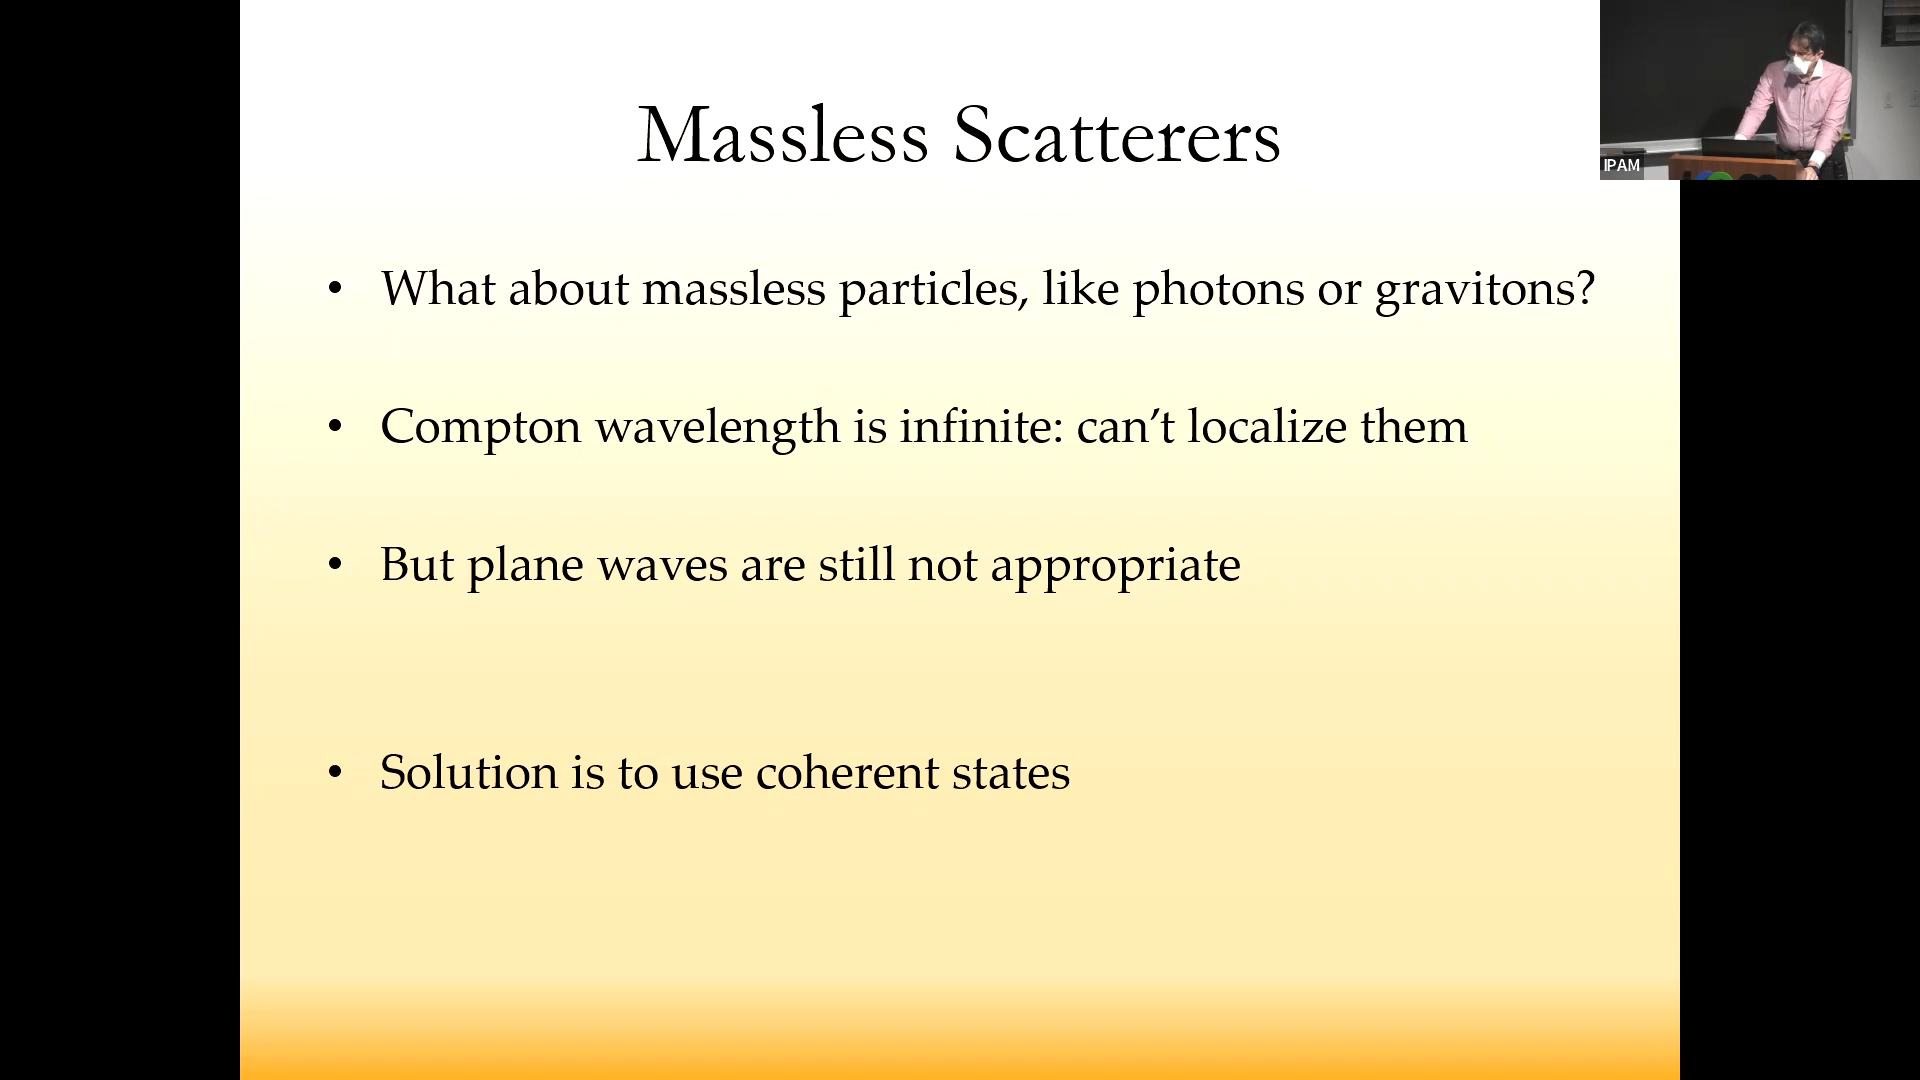 Massless Scatterers
• What about massless particles, like photons or gravitons?
• Compton wavelength is infinite: can’t localize them
• But plane waves are still not appropriate
• Solution is to use coherent states
IPAM